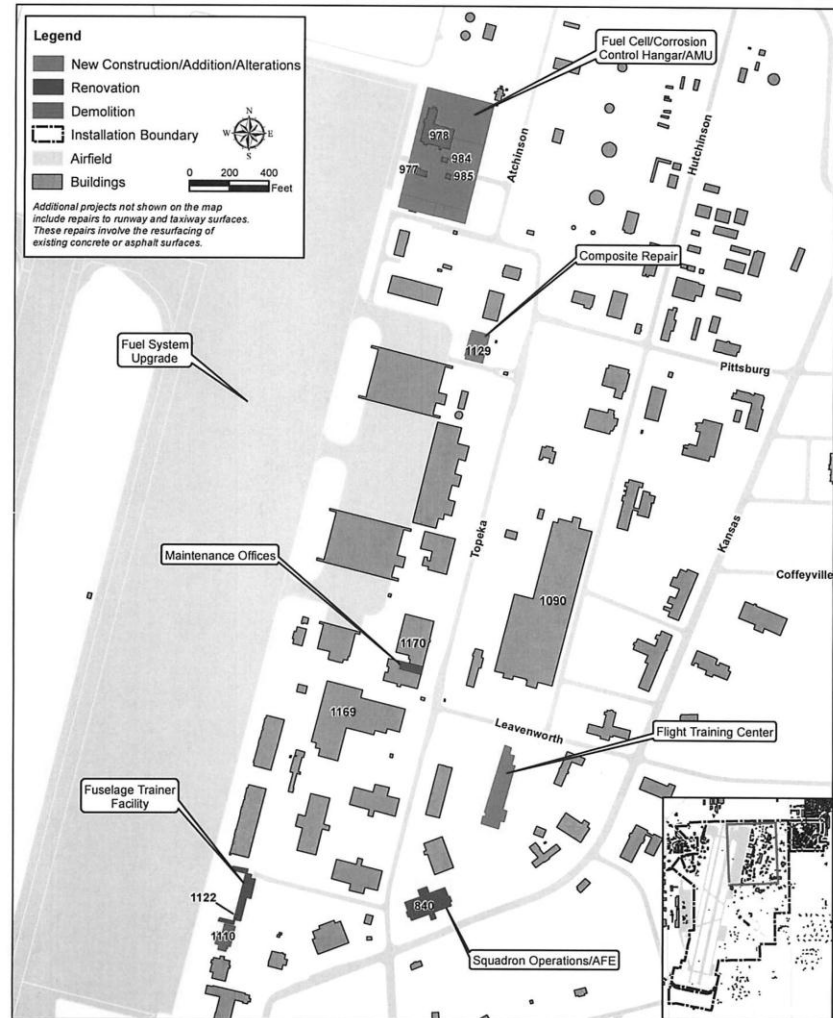 Legend
New Construction/Addition/Alterations
Renovation
Demolition
Installation Boundary
Airfield
Buildings
N
W E
S
0 200 400
Feet
Additional projects not shown on the map
include repairs to runway and taxiway surfaces.
These repairs involve the resurfacing of
existing concrete or asphalt surfaces.
Fuel Cell/Corrosion
Control Hangar/AMU
978
984
977
985
Atchinson
Hutchinson
Composite Repair
1129
Pittsburg
Fuel System
Upgrade
Topeka
Kansas
Maintenance Offices
Coffeyville
1090
1170
1169
Leavenworth
Flight Training Center
Fuselage Trainer
Facility
1122
1110
840
Squadron Operations/AFE